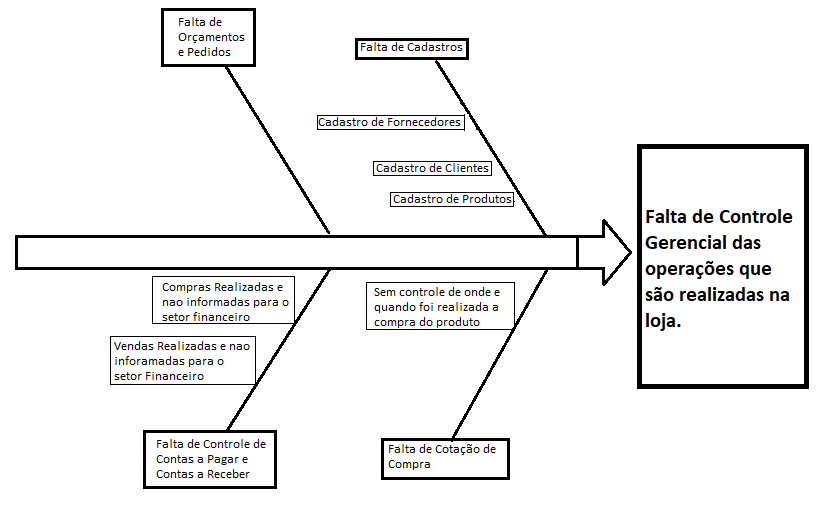 Falta de
Orçamentos
e Pedidos
Falta de Cadastros
Cadastro de Fornecedores
Cadastro de Clientes
Cadastro de Produtos
Falta de Controle
Gerencial das
operações que
são realizadas na
loja.
Compras Realizadas e
nao informadas para o
setor financeiro
Sem controle de onde e
quando foi realizada a
compra do produto
Vendas Realizadas e nao
inforamadas para o
setor Financeiro
Falta de Controle de
Contas a Pagar e
Contas a Receber
Falta de Cotação de
Compra